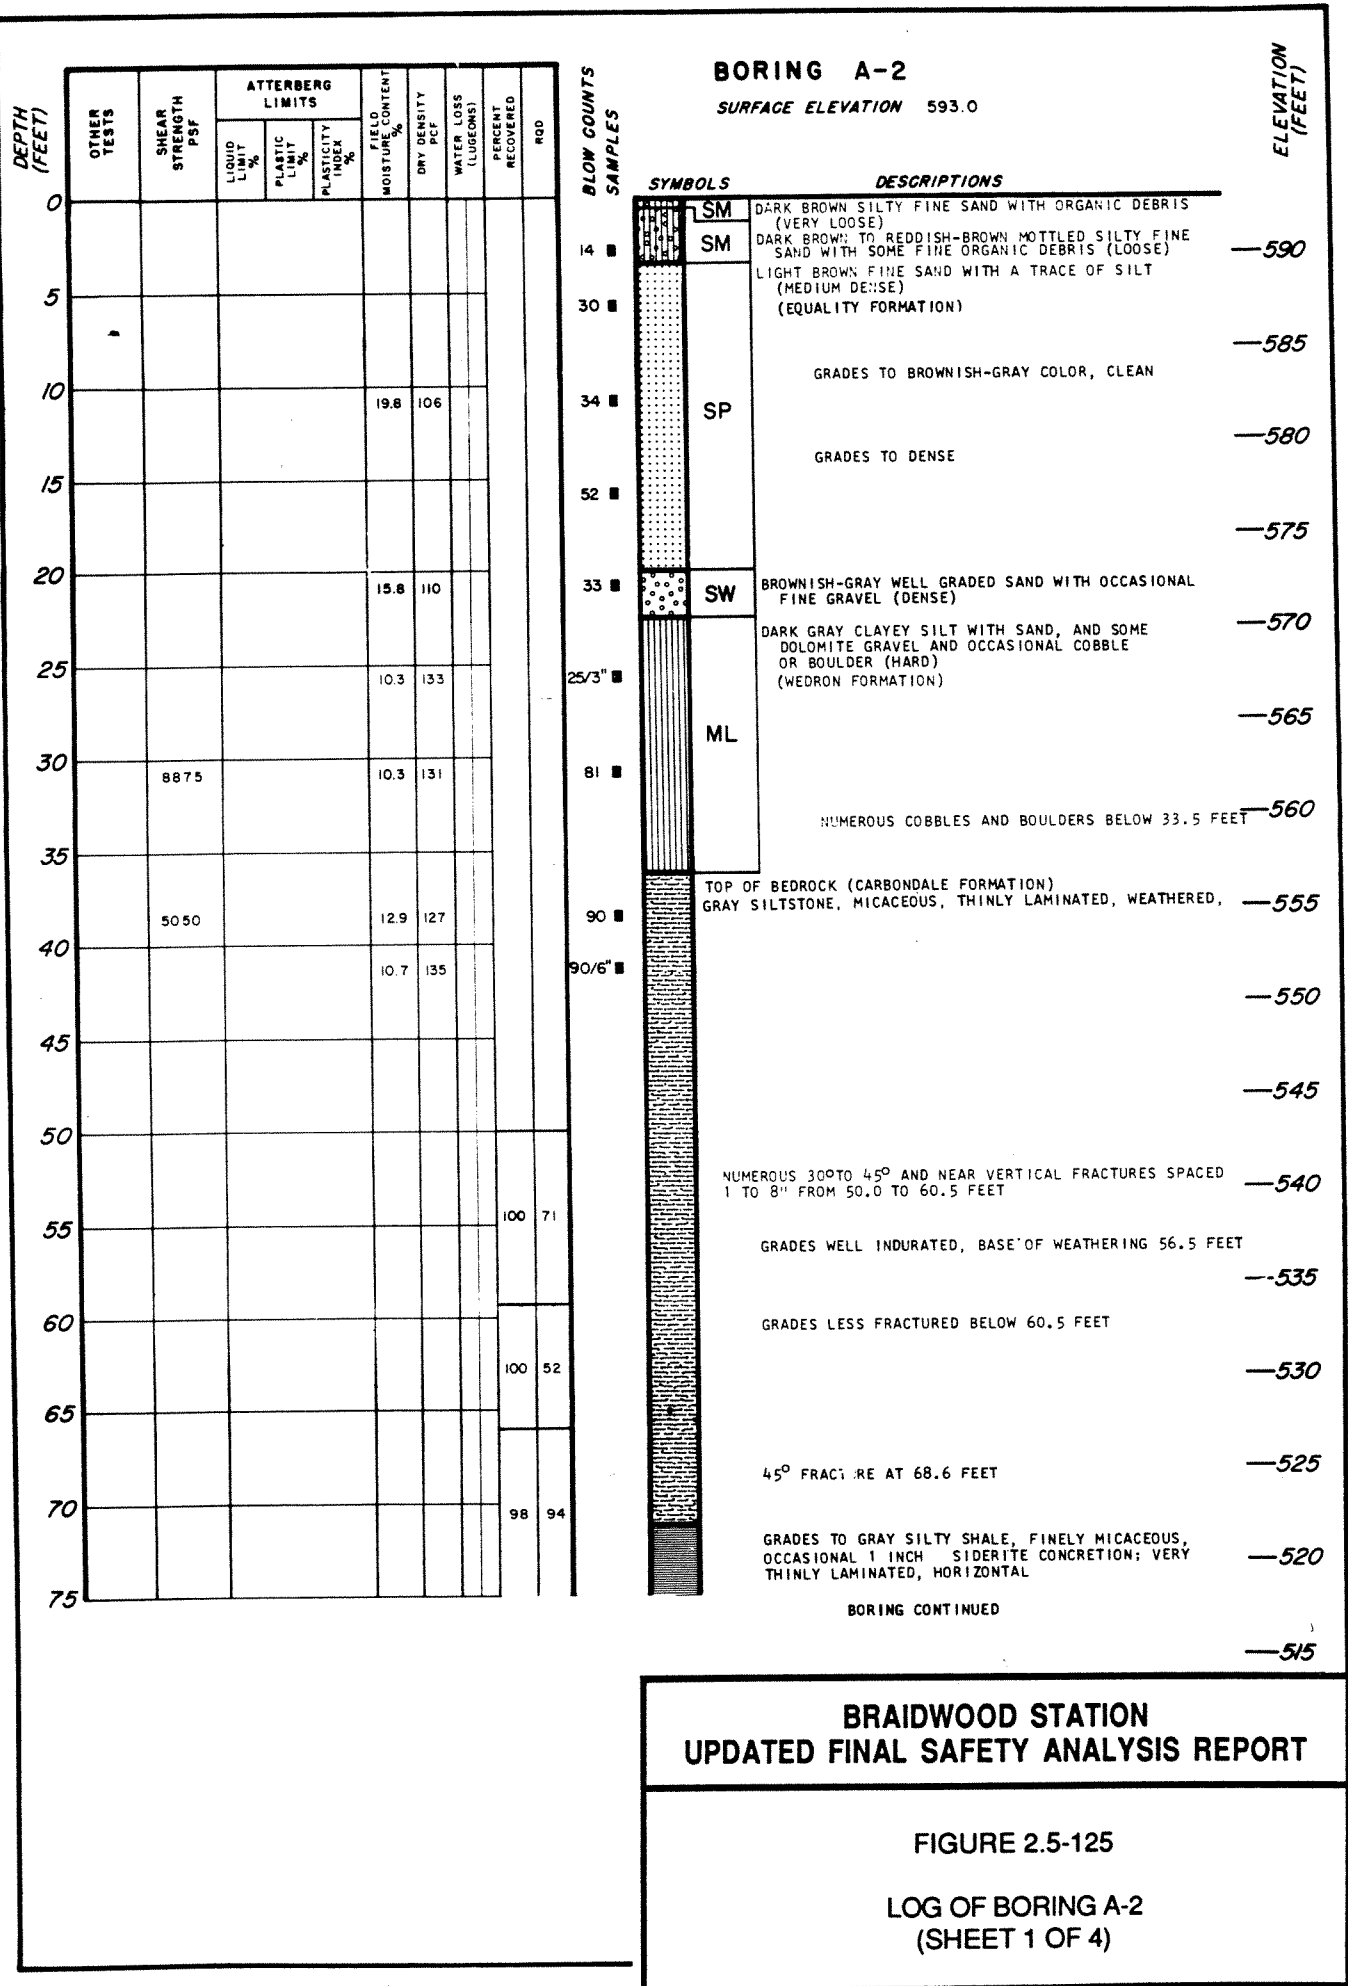 BORING A-2
SURFACE ELEVATION 593.0
DEPTH (FEET)
OTHER TESTS
SHEAR STRENGTH PSF
ATTERBERG LIMITS
LIQUID LIMIT %
PLASTIC LIMIT %
PLASTICITY INDEX %
FIELD MOISTURE CONTENT %
DRY DENSITY PCF
WATER LOSS (LUGEONS)
PERCENT RECOVERED
RQD
BLOW COUNTS
SAMPLES
SYMBOLS
DESCRIPTIONS
ELEVATION (FEET)
0
SM DARK BROWN SILTY FINE SAND WITH ORGANIC DEBRIS
(VERY LOOSE)
14 SM DARK BROWN TO REDDISH-BROWN MOTTLED SILTY FINE
SAND WITH SOME FINE ORGANIC DEBRIS (LOOSE)
590
LIGHT BROWN FINE SAND WITH A TRACE OF SILT
(MEDIUM DENSE)
5 30 (EQUALITY FORMATION)
585
GRADES TO BROWNISH-GRAY COLOR, CLEAN
10 19.8 106 34 SP
580
GRADES TO DENSE
15 52
575
20 15.8 110 33 SW BROWNISH-GRAY WELL GRADED SAND WITH OCCASIONAL
FINE GRAVEL (DENSE)
570
DARK GRAY CLAYEY SILT WITH SAND, AND SOME
DOLOMITE GRAVEL AND OCCASIONAL COBBLE
OR BOULDER (HARD)
25 10.3 133 25/3" (WEDRON FORMATION)
565
ML
30 8875 10.3 131 81
560
NUMEROUS COBBLES AND BOULDERS BELOW 33.5 FEET
35
TOP OF BEDROCK (CARBONDALE FORMATION)
GRAY SILTSTONE, MICACEOUS, THINLY LAMINATED, WEATHERED,
555
5050 12.9 127 90
40 10.7 135 90/6"
550
45
545
50
NUMEROUS 30º TO 45º AND NEAR VERTICAL FRACTURES SPACED
1 TO 8" FROM 50.0 TO 60.5 FEET
540
100 71
55
GRADES WELL INDURATED, BASE OF WEATHERING 56.5 FEET
535
60 GRADES LESS FRACTURED BELOW 60.5 FEET
100 52
530
65
45º FRACTURE AT 68.6 FEET
525
70 98 94
GRADES TO GRAY SILTY SHALE, FINELY MICACEOUS,
OCCASIONAL 1 INCH SIDERITE CONCRETION; VERY
THINLY LAMINATED, HORIZONTAL
520
75
BORING CONTINUED
515
BRAIDWOOD STATION
UPDATED FINAL SAFETY ANALYSIS REPORT
FIGURE 2.5-125
LOG OF BORING A-2
(SHEET 1 OF 4)